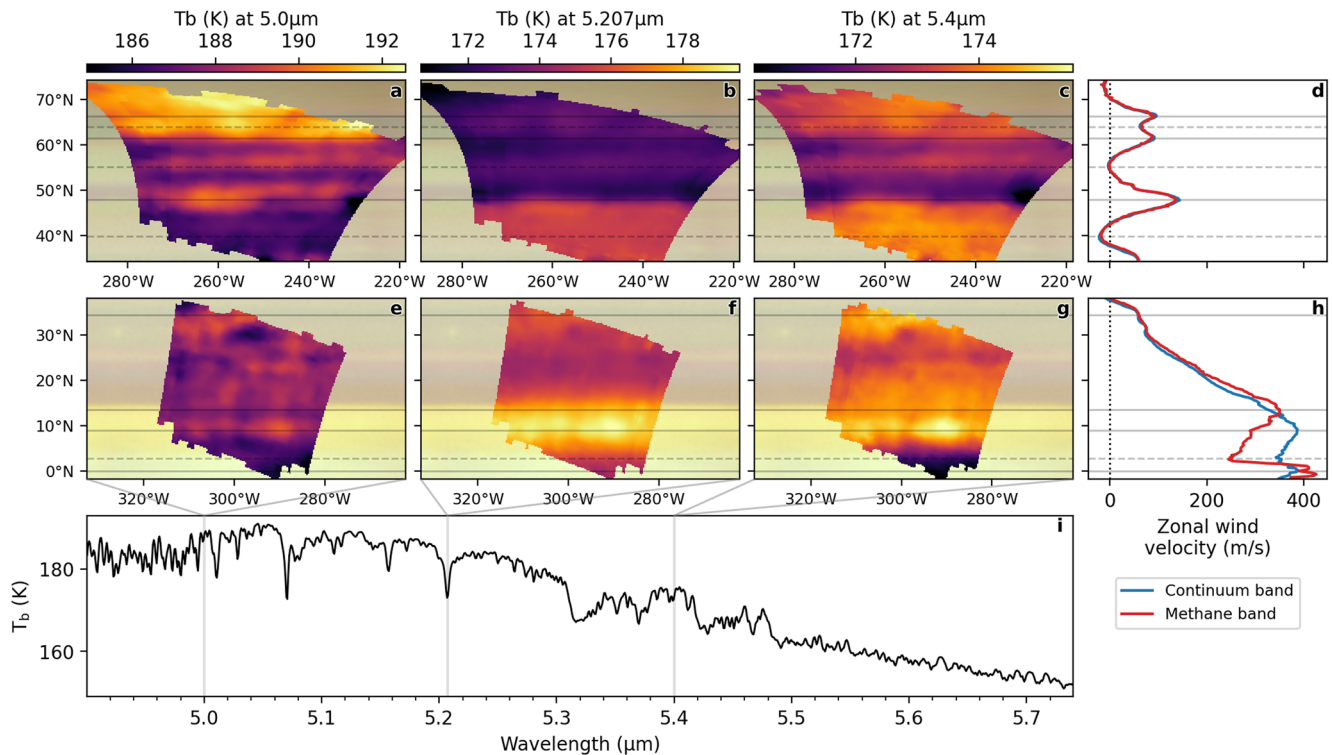 Tb (K) at 5.0μm
Tb (K) at 5.207μm
Tb (K) at 5.4μm
186 188 190 192
172 174 176 178
172 174
a
b
c
d
70°N
60°N
50°N
40°N
280°W 260°W 240°W 220°W
280°W 260°W 240°W 220°W
280°W 260°W 240°W 220°W
e
f
g
h
30°N
20°N
10°N
0°N
320°W 300°W 280°W
320°W 300°W 280°W
320°W 300°W 280°W
0 200 400
Zonal wind
velocity (m/s)
Continuum band
Methane band
i
180
160
Tb (K)
5.0 5.1 5.2 5.3 5.4 5.5 5.6 5.7
Wavelength (μm)